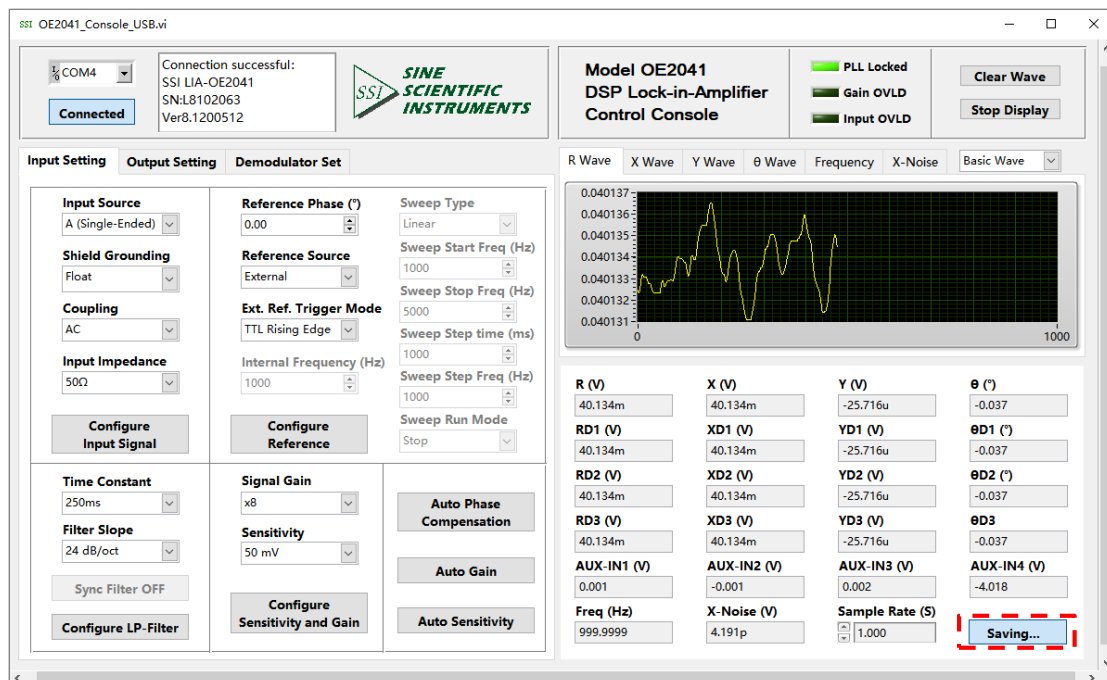 SSI OE2041_Console_USB.vi
I/O COM4
Connected
Connection successful:
SSI LIA-OE2041
SN:L8102063
Ver8.1200512
SSI
SINE
SCIENTIFIC
INSTRUMENTS
Model OE2041
DSP Lock-in-Amplifier
Control Console
PLL Locked
Gain OVLD
Input OVLD
Clear Wave
Stop Display
Input Setting
Output Setting
Demodulator Set
Input Source
A (Single-Ended)
Shield Grounding
Float
Coupling
AC
Input Impedance
50Ω
Configure
Input Signal
Reference Phase (°)
0.00
Reference Source
External
Ext. Ref. Trigger Mode
TTL Rising Edge
Internal Frequency (Hz)
1000
Configure
Reference
Sweep Type
Linear
Sweep Start Freq (Hz)
1000
Sweep Stop Freq (Hz)
5000
Sweep Step time (ms)
1000
Sweep Step Freq (Hz)
1000
Sweep Run Mode
Stop
Time Constant
250ms
Filter Slope
24 dB/oct
Sync Filter OFF
Configure LP-Filter
Signal Gain
x8
Sensitivity
50 mV
Configure
Sensitivity and Gain
Auto Phase
Compensation
Auto Gain
Auto Sensitivity
R Wave X Wave Y Wave θ Wave Frequency X-Noise Basic Wave
0.040137
0.040136
0.040135
0.040134
0.040133
0.040132
0.040131
0 1000
R (V) X (V) Y (V) θ (°)
40.134m 40.134m -25.716u -0.037
RD1 (V) XD1 (V) YD1 (V) θD1 (°)
40.134m 40.134m -25.716u -0.037
RD2 (V) XD2 (V) YD2 (V) θD2 (°)
40.134m 40.134m -25.716u -0.037
RD3 (V) XD3 (V) YD3 (V) θD3
40.134m 40.134m -25.716u -0.037
AUX-IN1 (V) AUX-IN2 (V) AUX-IN3 (V) AUX-IN4 (V)
0.001 -0.001 0.002 -4.018
Freq (Hz) X-Noise (V) Sample Rate (S)
999.9999 4.191p 1.000 Saving...